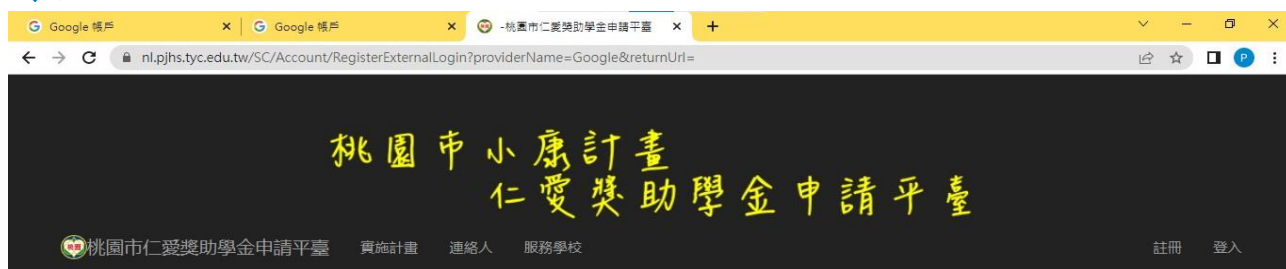 Google 帳戶
Google 帳戶
-桃園市仁愛獎助學金申請平臺
nl.pjhs.tyc.edu.tw/SC/Account/RegisterExternalLogin?providerName=Google&returnUrl=
P
桃園市小康計畫
仁愛獎助學金申請平臺
桃園市仁愛獎助學金申請平臺 實施計畫 連絡人 服務學校 註冊 登入